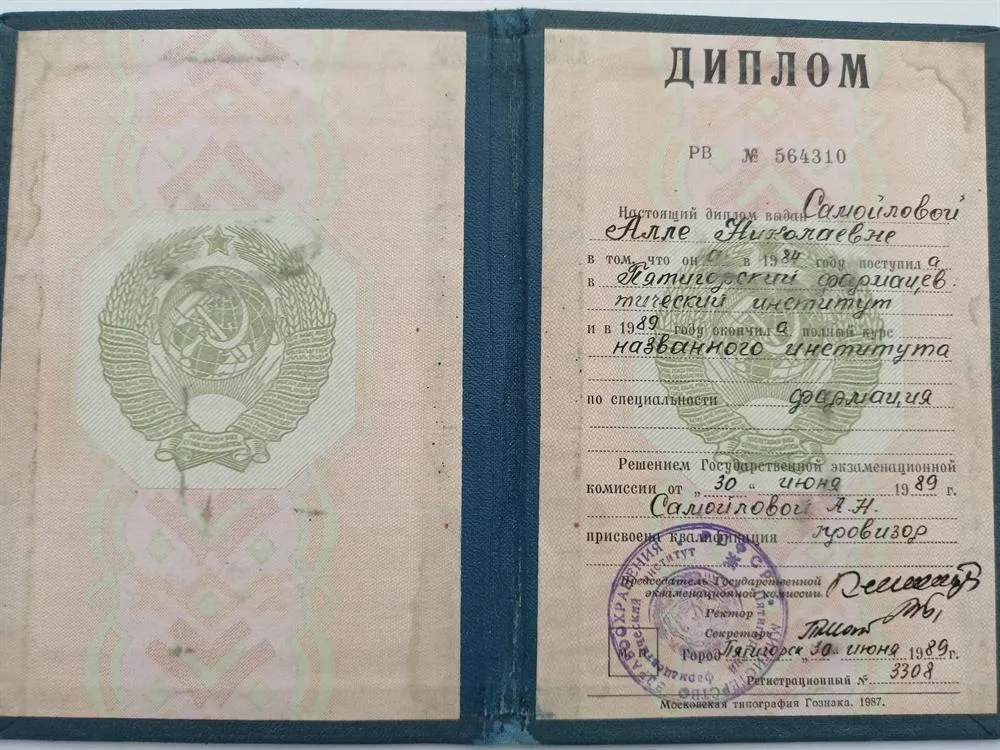 ДИПЛОМ
РВ № 564310
Настоящий диплом выдан Самойловой
Алле Николаевне
в том, что он а в 1984 году поступил а
в Пятигорский фармацев-
тический институт
и в 1989 году окончил а полный курс
названного института
по специальности фармация
Решением Государственной экзаменационной
комиссии от „30“ июня 1989 г.
Самойловой А.Н.
присвоена квалификация провизор
Председатель Государственной
экзаменационной комиссии
Ректор
Секретарь
М.П.
Город Пятигорск „30“ июня 1989 г.
Регистрационный № 3308
Московская типография Гознака. 1987.